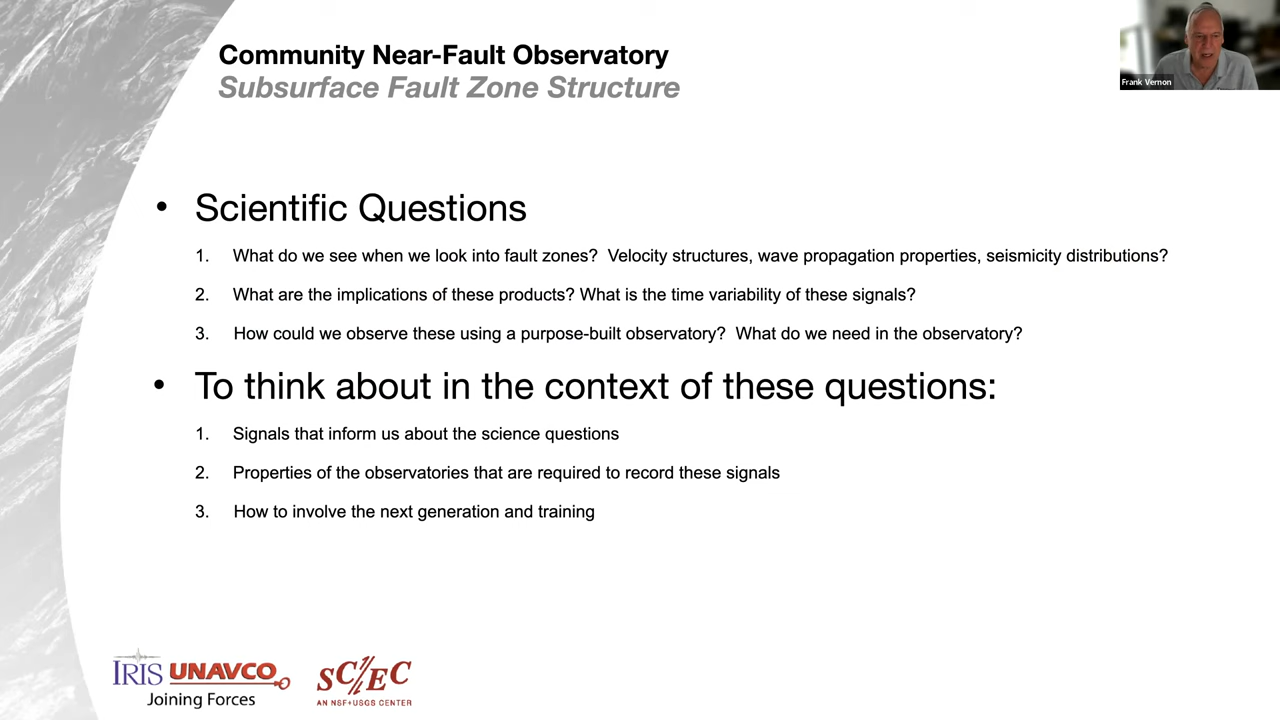 Community Near-Fault Observatory
Subsurface Fault Zone Structure
Frank Vernon
• Scientific Questions
1. What do we see when we look into fault zones? Velocity structures, wave propagation properties, seismicity distributions?
2. What are the implications of these products? What is the time variability of these signals?
3. How could we observe these using a purpose-built observatory? What do we need in the observatory?
• To think about in the context of these questions:
1. Signals that inform us about the science questions
2. Properties of the observatories that are required to record these signals
3. How to involve the next generation and training
IRIS UNAVCO
Joining Forces
SC/EC
AN NSF+USGS CENTER